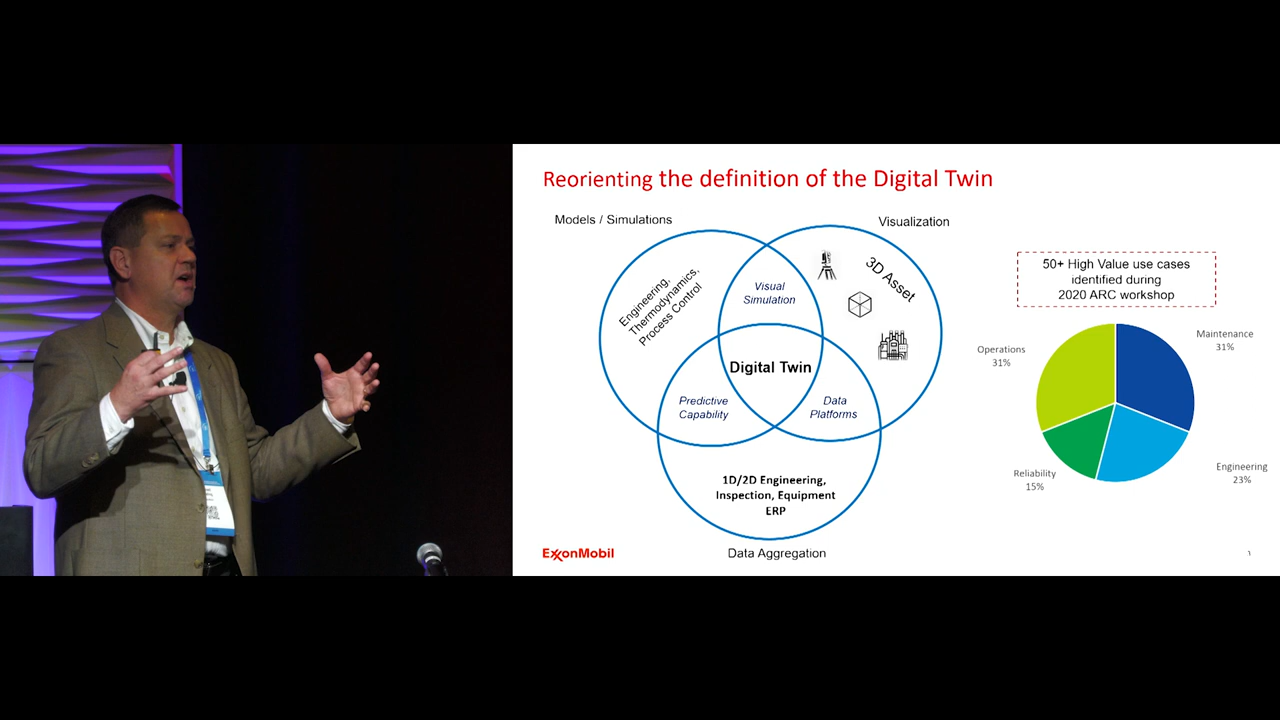 Reorienting the definition of the Digital Twin
Models / Simulations
Visualization
Engineering,
Thermodynamics,
Process Control
Visual
Simulation
3D Asset
Digital Twin
Predictive
Capability
Data
Platforms
1D/2D Engineering,
Inspection, Equipment
ERP
Data Aggregation
50+ High Value use cases
identified during
2020 ARC workshop
Operations
31%
Maintenance
31%
Reliability
15%
Engineering
23%
ExxonMobil
1